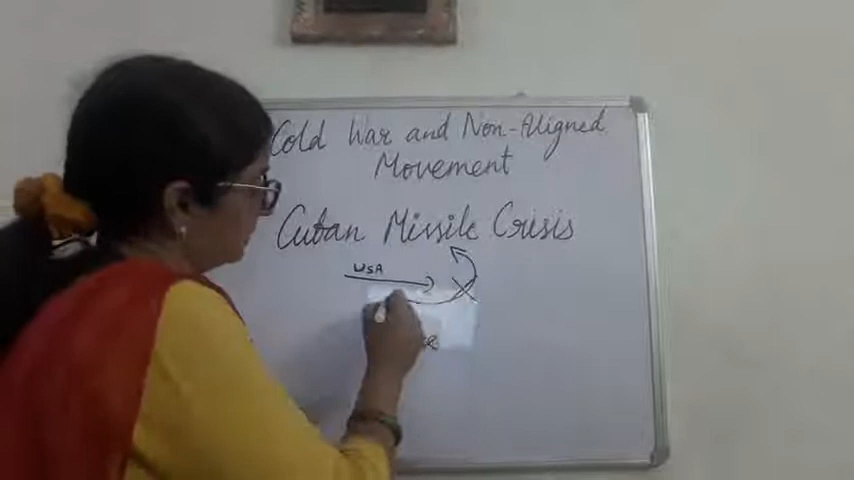 Cold War and Non-Aligned
Movement
Cuban Missile Crisis
USA